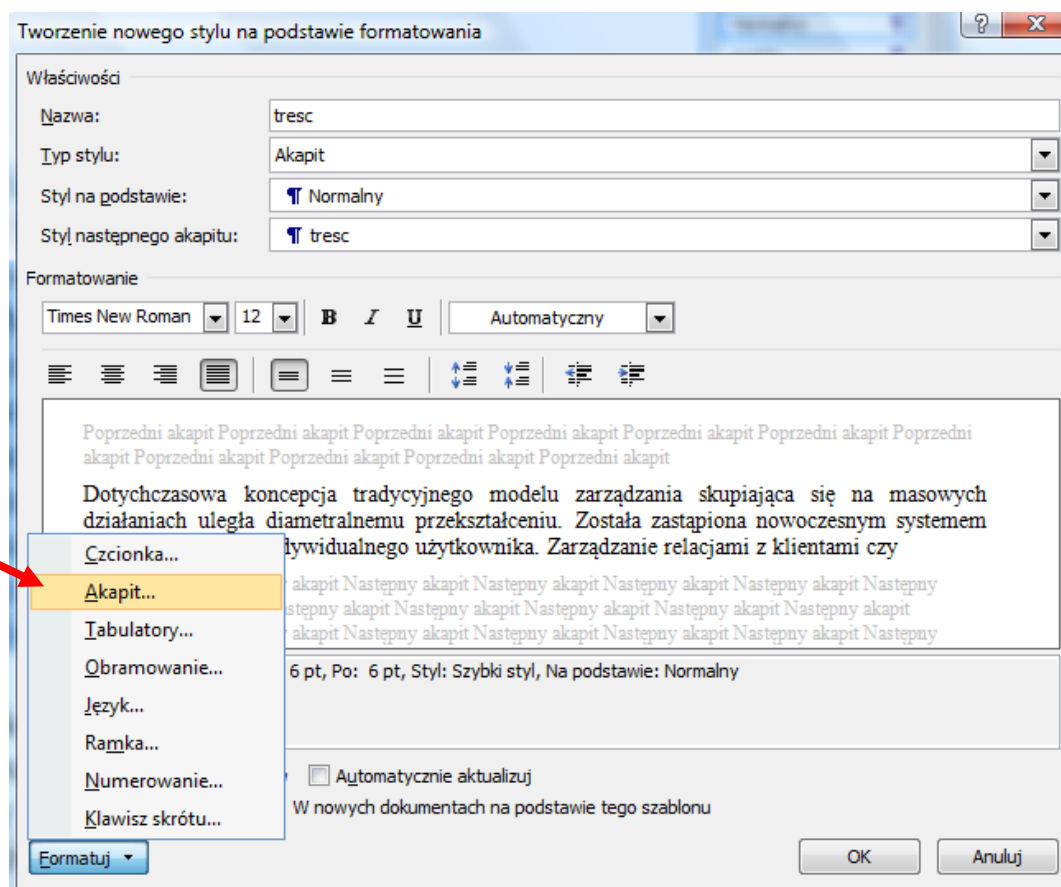 Tworzenie nowego stylu na podstawie formatowania
Właściwości
Nazwa: tresc
Typ stylu: Akapit
Styl na podstawie: ¶ Normalny
Styl następnego akapitu: ¶ tresc
Formatowanie
Times New Roman 12 B I U Automatyczny
Poprzedni akapit Poprzedni akapit Poprzedni akapit Poprzedni akapit Poprzedni akapit Poprzedni akapit Poprzedni
akapit Poprzedni akapit Poprzedni akapit Poprzedni akapit Poprzedni akapit
Dotychczasowa koncepcja tradycyjnego modelu zarządzania skupiająca się na masowych
działaniach uległa diametralnemu przekształceniu. Została zastąpiona nowoczesnym systemem
dywidualnego użytkownika. Zarządzanie relacjami z klientami czy
akapit Następny akapit Następny akapit Następny akapit Następny akapit Następny
stępny akapit Następny akapit Następny akapit Następny akapit Następny akapit
akapit Następny akapit Następny akapit Następny akapit Następny akapit Następny
6 pt, Po: 6 pt, Styl: Szybki styl, Na podstawie: Normalny
Automatycznie aktualizuj
W nowych dokumentach na podstawie tego szablonu
Czcionka...
Akapit...
Tabulatory...
Obramowanie...
Język...
Ramka...
Numerowanie...
Klawisz skrótu...
Formatuj OK Anuluj